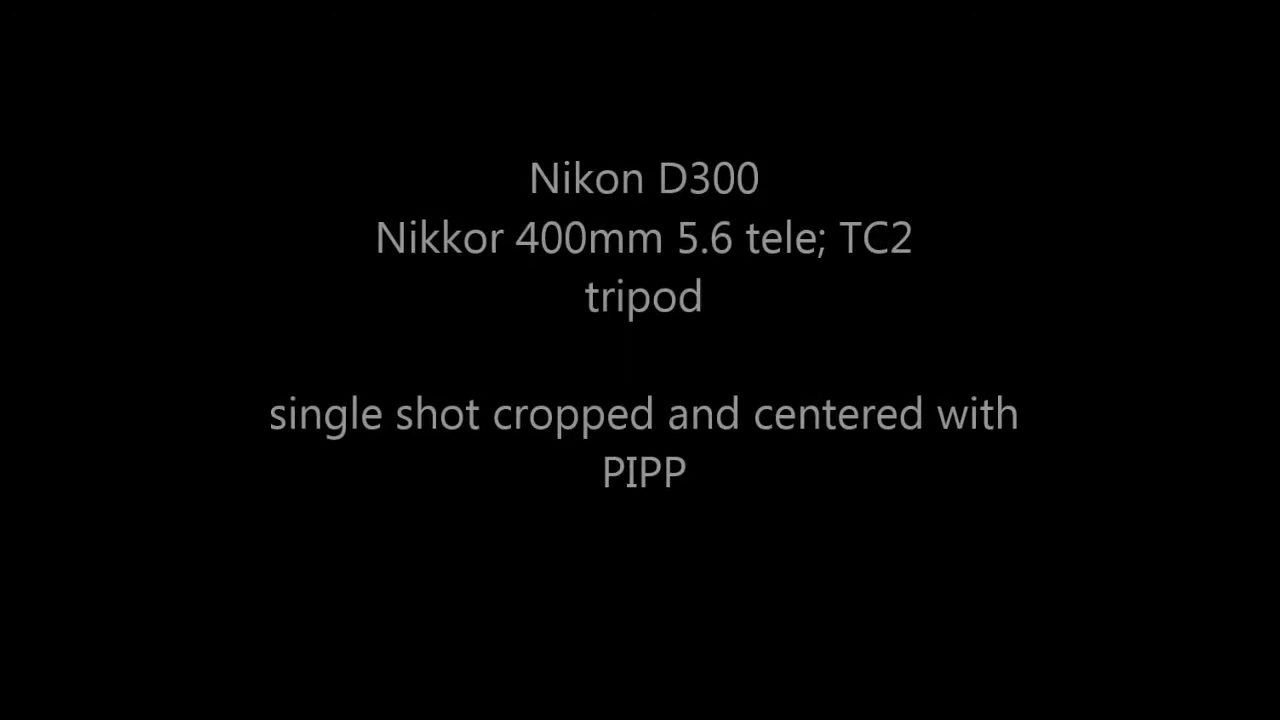 Nikon D300
Nikkor 400mm 5.6 tele; TC2
tripod
single shot cropped and centered with
PIPP